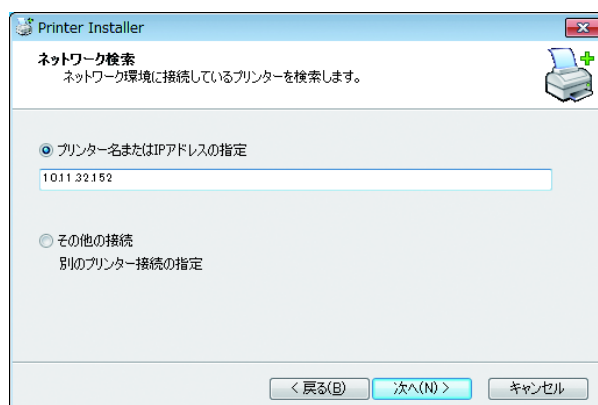 Printer Installer
ネットワーク検索
ネットワーク環境に接続しているプリンターを検索します。
プリンター名またはIPアドレスの指定
10.11.32.152
その他の接続
別のプリンター接続の指定
< 戻る(B)
次へ(N) >
キャンセル